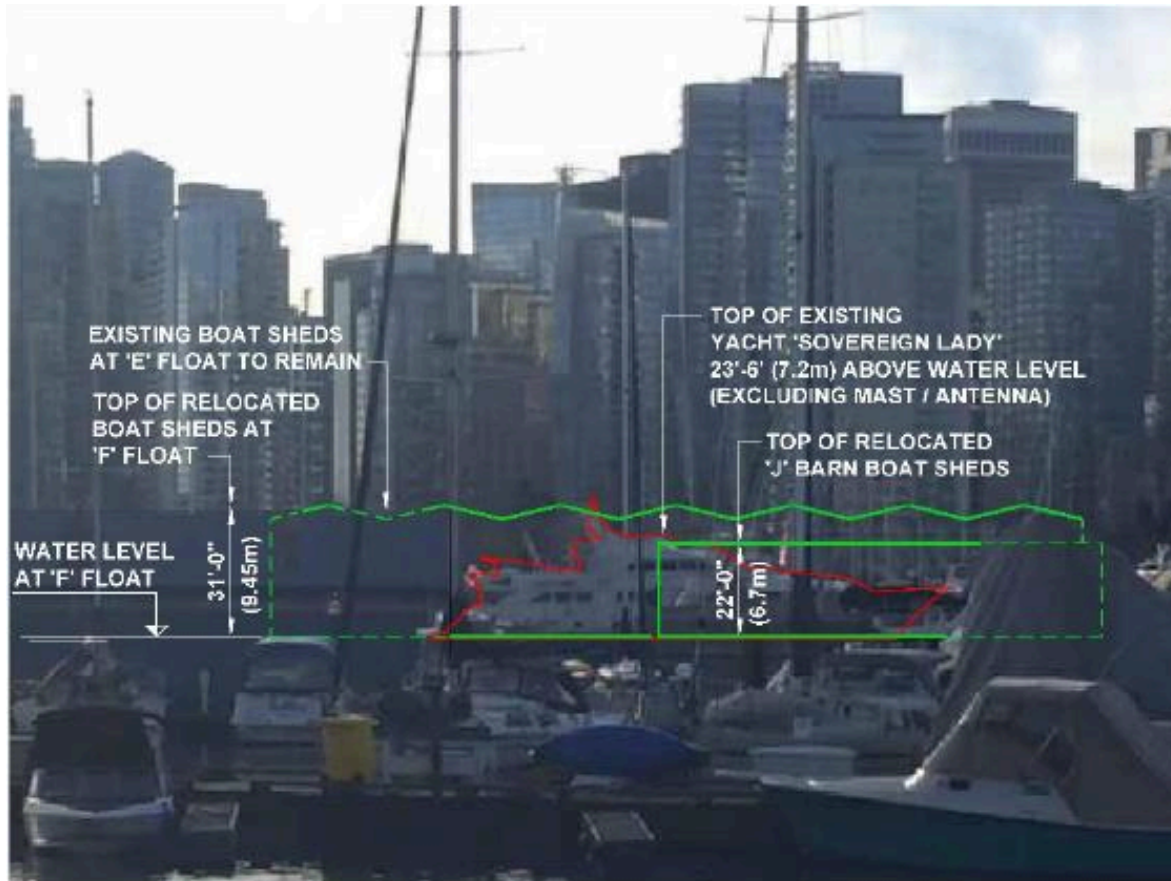 EXISTING BOAT SHEDS
AT 'E' FLOAT TO REMAIN
TOP OF RELOCATED
BOAT SHEDS AT
'F' FLOAT
WATER LEVEL
AT 'F' FLOAT
31'-0"
(9.45m)
TOP OF EXISTING
YACHT 'SOVEREIGN LADY'
23'-6' (7.2m) ABOVE WATER LEVEL
(EXCLUDING MAST / ANTENNA)
TOP OF RELOCATED
'J' BARN BOAT SHEDS
22'-0"
(6.7m)